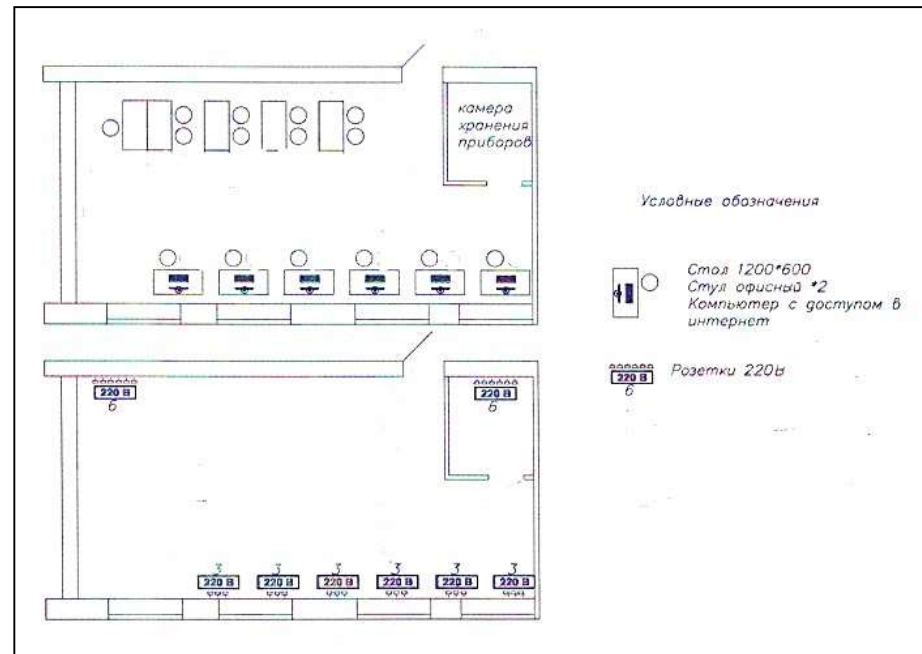 камера
хранения
приборов
Условные обозначения
Стол 1200*600
Стул офисный *2
Компьютер с доступом в
интернет
220 В
6
220 В
6
220 В
6
Розетки 220В
3
3
3
3
3
3
220 В
220 В
220 В
220 В
220 В
220 В